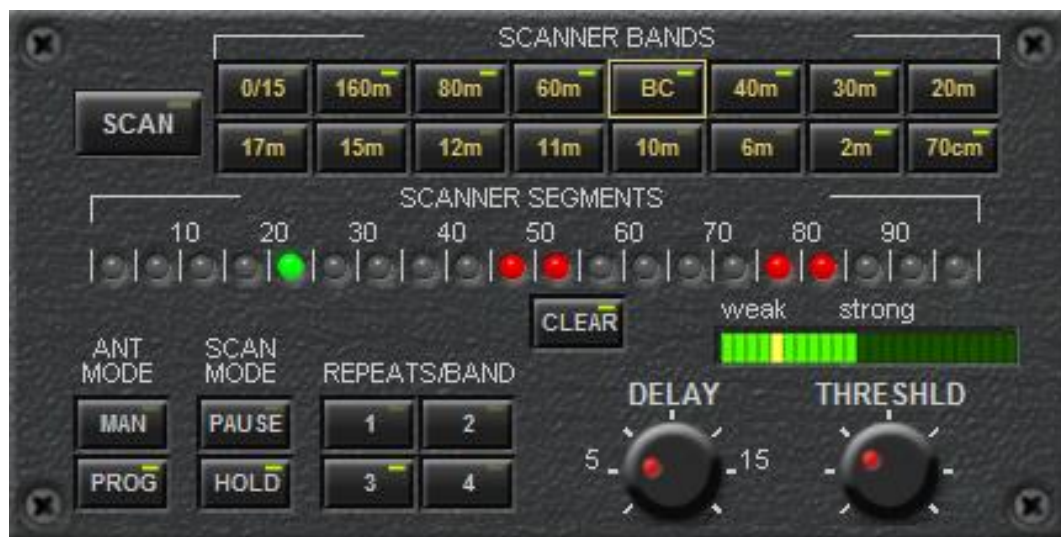 SCANNER BANDS
0/15 160m 80m 60m BC 40m 30m 20m
SCAN
17m 15m 12m 11m 10m 6m 2m 70cm
SCANNER SEGMENTS
10 20 30 40 50 60 70 80 90
CLEAR
weak strong
ANT MODE
SCAN MODE
REPEATS/BAND
DELAY
THRESHLD
MAN PAUSE 1 2
5 15
PROG HOLD 3 4